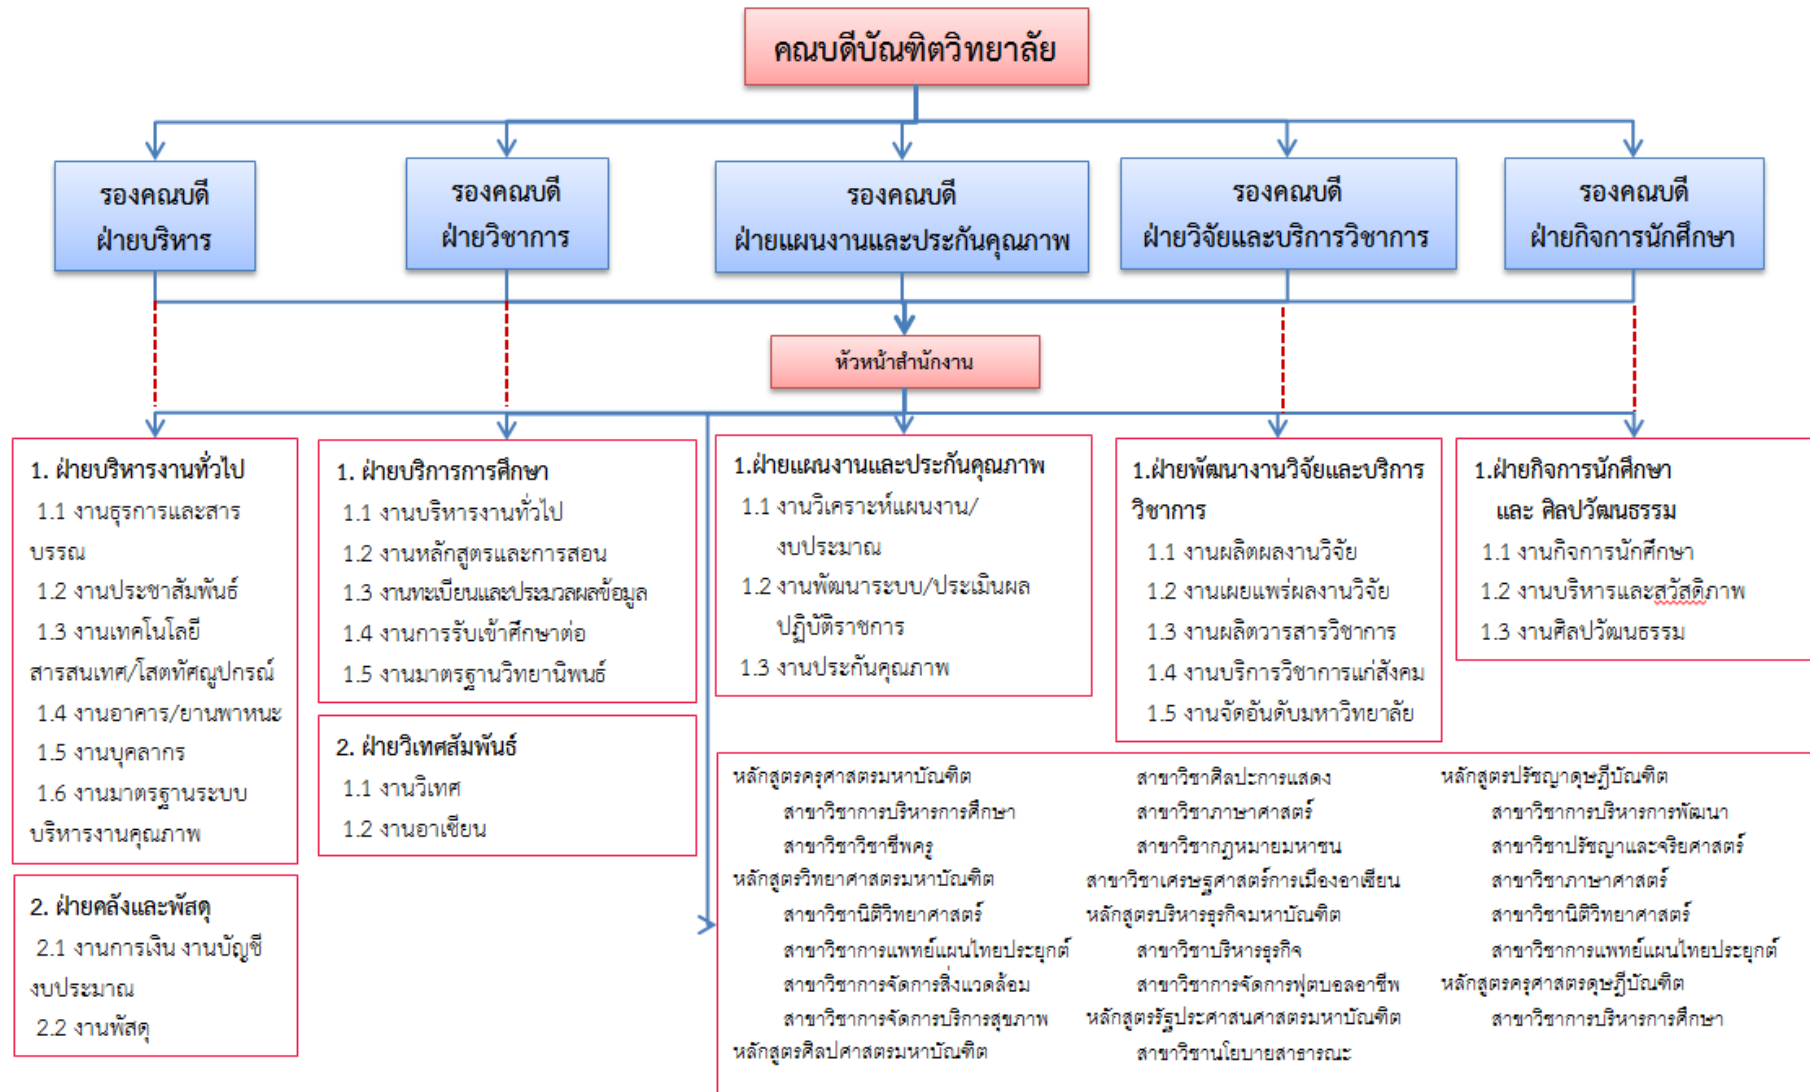 คณบดีบัณฑิตวิทยาลัย
รองคณบดี
ฝ่ายบริหาร
รองคณบดี
ฝ่ายวิชาการ
รองคณบดี
ฝ่ายแผนงานและประกันคุณภาพ
รองคณบดี
ฝ่ายวิจัยและบริการวิชาการ
รองคณบดี
ฝ่ายกิจการนักศึกษา
หัวหน้าสำนักงาน
1. ฝ่ายบริหารงานทั่วไป
1.1 งานธุรการและสาร
บรรณ
1.2 งานประชาสัมพันธ์
1.3 งานเทคโนโลยี
สารสนเทศ/โสตทัศณูปกรณ์
1.4 งานอาคาร/ยานพาหนะ
1.5 งานบุคลากร
1.6 งานมาตรฐานระบบ
บริหารงานคุณภาพ
2. ฝ่ายคลังและพัสดุ
2.1 งานการเงิน งานบัญชี
งบประมาณ
2.2 งานพัสดุ
1. ฝ่ายบริการการศึกษา
1.1 งานบริหารงานทั่วไป
1.2 งานหลักสูตรและการสอน
1.3 งานทะเบียนและประมวลผลข้อมูล
1.4 งานการรับเข้าศึกษาต่อ
1.5 งานมาตรฐานวิทยานิพนธ์
2. ฝ่ายวิเทศสัมพันธ์
1.1 งานวิเทศ
1.2 งานอาเซียน
1.ฝ่ายแผนงานและประกันคุณภาพ
1.1 งานวิเคราะห์แผนงาน/
งบประมาณ
1.2 งานพัฒนาระบบ/ประเมินผล
ปฏิบัติราชการ
1.3 งานประกันคุณภาพ
1.ฝ่ายพัฒนางานวิจัยและบริการ
วิชาการ
1.1 งานผลิตผลงานวิจัย
1.2 งานเผยแพร่ผลงานวิจัย
1.3 งานผลิตวารสารวิชาการ
1.4 งานบริการวิชาการแก่สังคม
1.5 งานจัดอันดับมหาวิทยาลัย
1.ฝ่ายกิจการนักศึกษา
และ ศิลปวัฒนธรรม
1.1 งานกิจการนักศึกษา
1.2 งานบริหารและสวัสดิภาพ
1.3 งานศิลปวัฒนธรรม
หลักสูตรครุศาสตรมหาบัณฑิต
สาขาวิชาการบริหารการศึกษา
สาขาวิชาวิชาชีพครู
หลักสูตรวิทยาศาสตรมหาบัณฑิต
สาขาวิชานิติวิทยาศาสตร์
สาขาวิชาการแพทย์แผนไทยประยุกต์
สาขาวิชาการจัดการสิ่งแวดล้อม
สาขาวิชาการจัดการบริการสุขภาพ
หลักสูตรศิลปศาสตรมหาบัณฑิต
สาขาวิชาศิลปะการแสดง
สาขาวิชาภาษาศาสตร์
สาขาวิชากฎหมายมหาชน
สาขาวิชาเศรษฐศาสตร์การเมืองอาเซียน
หลักสูตรบริหารธุรกิจมหาบัณฑิต
สาขาวิชาบริหารธุรกิจ
สาขาวิชาการจัดการฟุตบอลอาชีพ
หลักสูตรรัฐประศาสนศาสตรมหาบัณฑิต
สาขาวิชานโยบายสาธารณะ
หลักสูตรปรัชญาดุษฎีบัณฑิต
สาขาวิชาการบริหารการพัฒนา
สาขาวิชาปรัชญาและจริยศาสตร์
สาขาวิชาภาษาศาสตร์
สาขาวิชานิติวิทยาศาสตร์
สาขาวิชาการแพทย์แผนไทยประยุกต์
หลักสูตรครุศาสตรดุษฎีบัณฑิต
สาขาวิชาการบริหารการศึกษา